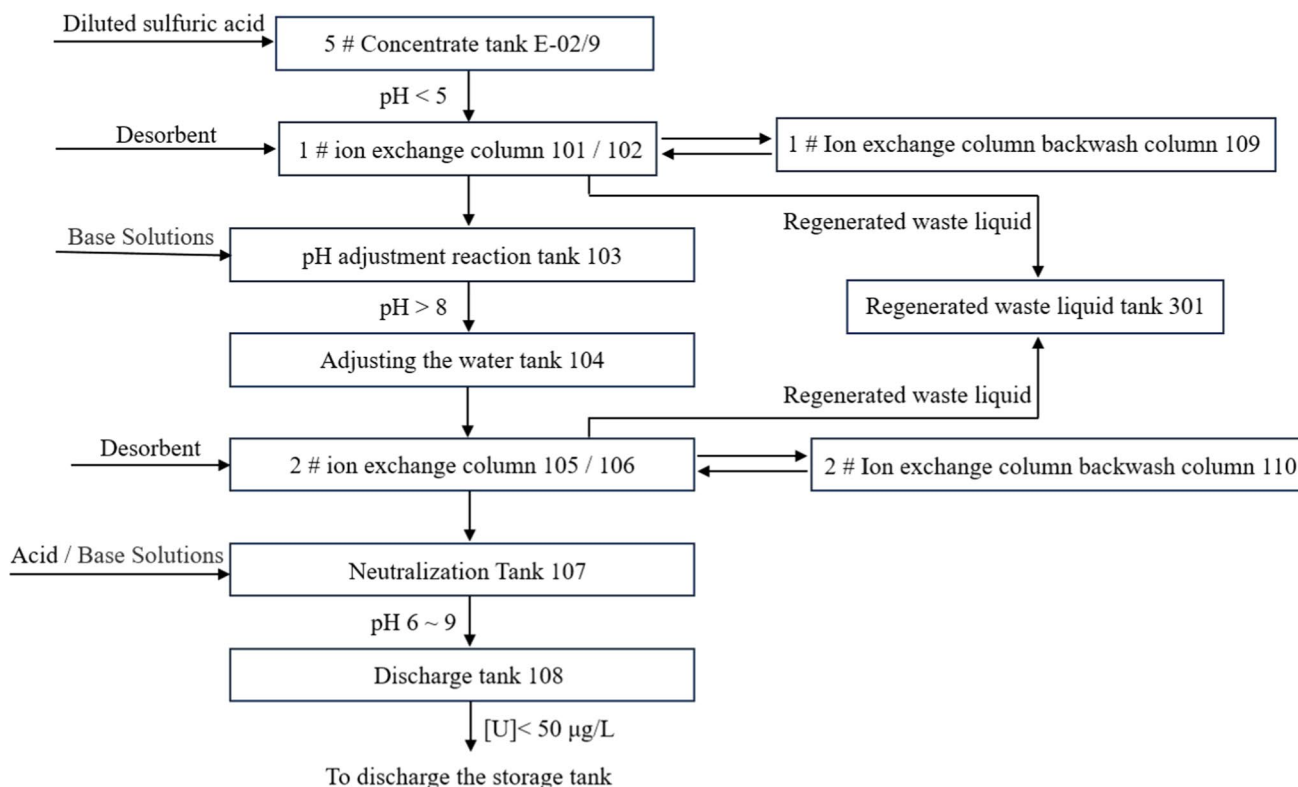 Diluted sulfuric acid
5 # Concentrate tank E-02/9
pH < 5
Desorbent
1 # ion exchange column 101 / 102
1 # Ion exchange column backwash column 109
Regenerated waste liquid
Base Solutions
pH adjustment reaction tank 103
pH > 8
Regenerated waste liquid tank 301
Adjusting the water tank 104
Regenerated waste liquid
Desorbent
2 # ion exchange column 105 / 106
2 # Ion exchange column backwash column 110
Acid / Base Solutions
Neutralization Tank 107
pH 6 ~ 9
Discharge tank 108
[U]< 50 μg/L
To discharge the storage tank